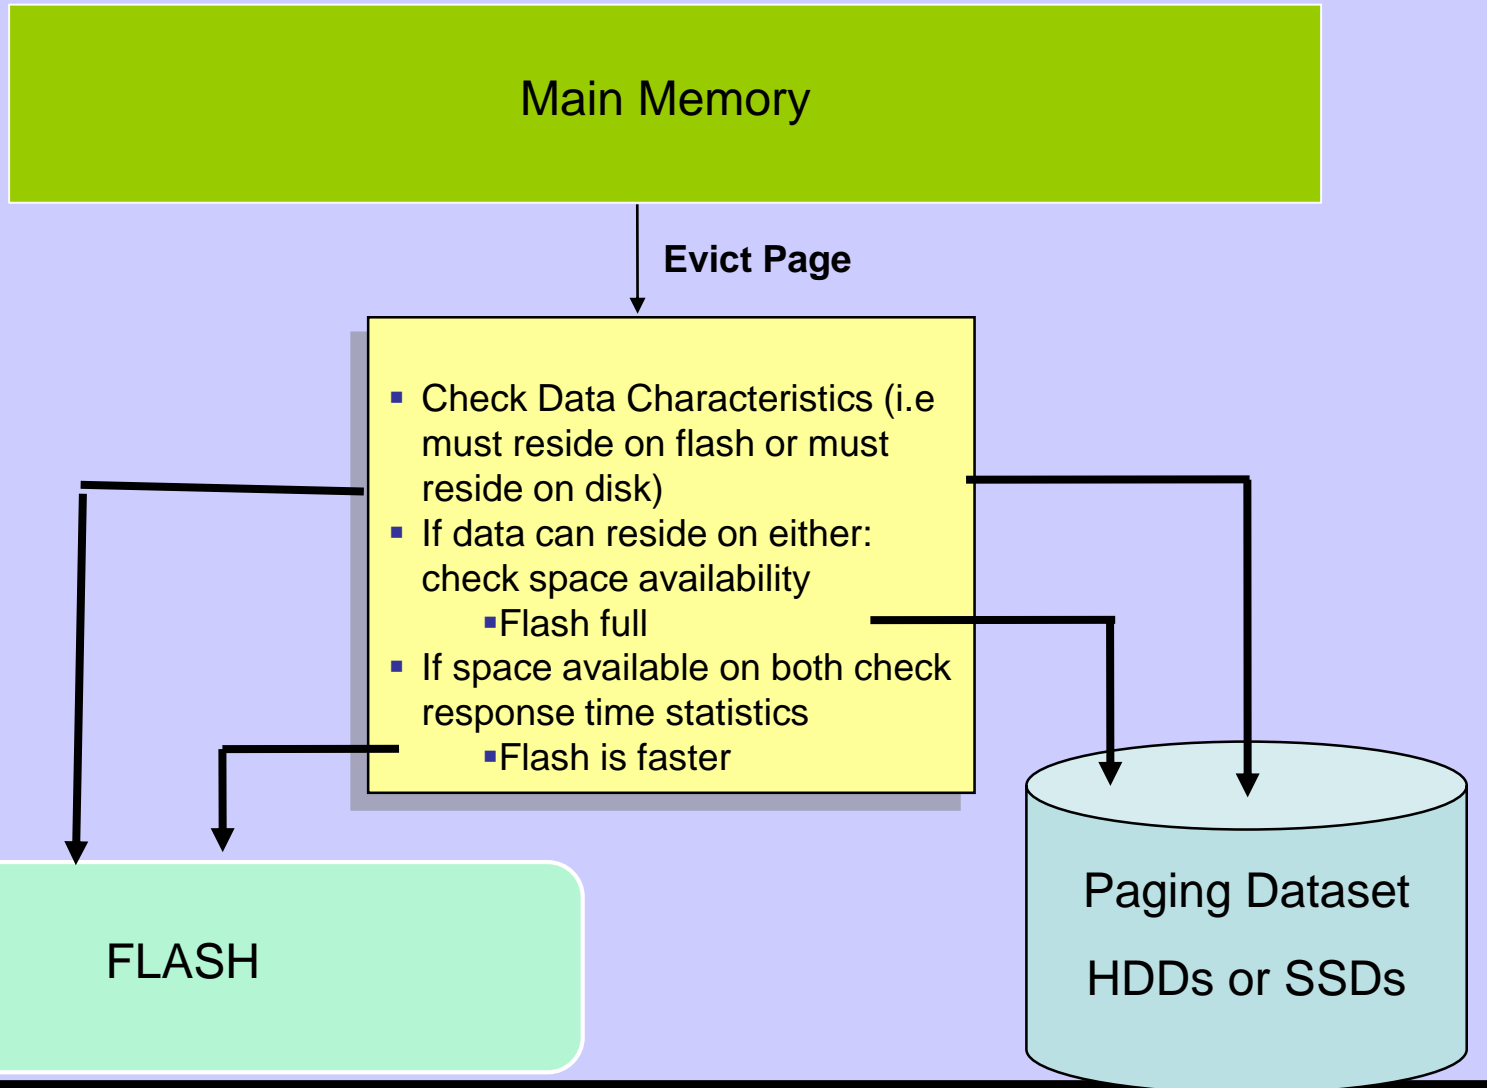 Main Memory
Evict Page
▪ Check Data Characteristics (i.e
must reside on flash or must
reside on disk)
▪ If data can reside on either:
check space availability
▪Flash full
▪ If space available on both check
response time statistics
▪Flash is faster
FLASH
Paging Dataset
HDDs or SSDs